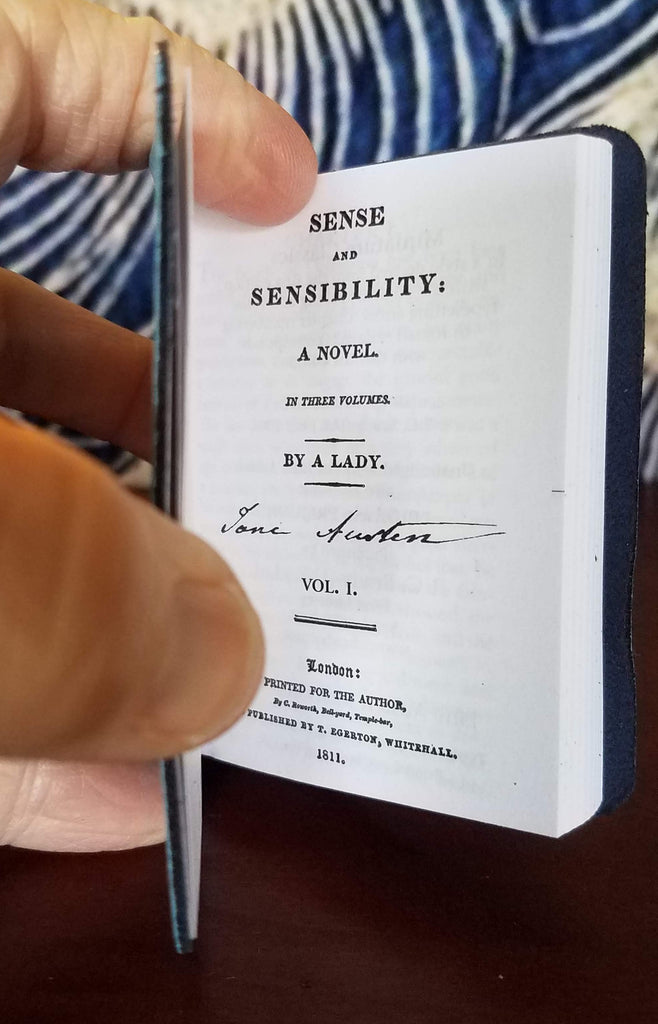 SENSE
AND
SENSIBILITY:
A NOVEL.
IN THREE VOLUMES.
BY A LADY.
Jane Austen
VOL. I.
London:
PRINTED FOR THE AUTHOR,
By C. Roworth, Bell-yard, Temple-bar,
PUBLISHED BY T. EGERTON, WHITEHALL.
1811.